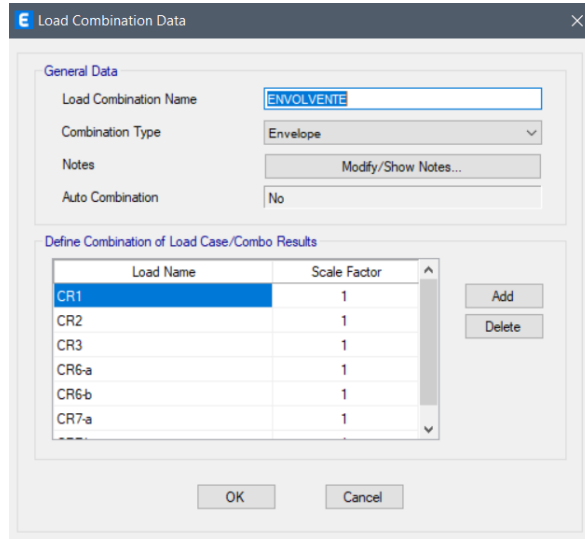 E Load Combination Data
General Data
Load Combination Name ENVOLVENTE
Combination Type Envelope
Notes Modify/Show Notes...
Auto Combination No
Define Combination of Load Case/Combo Results
Load Name Scale Factor
CR1 1 Add
CR2 1 Delete
CR3 1
CR6-a 1
CR6-b 1
CR7-a 1
OK Cancel